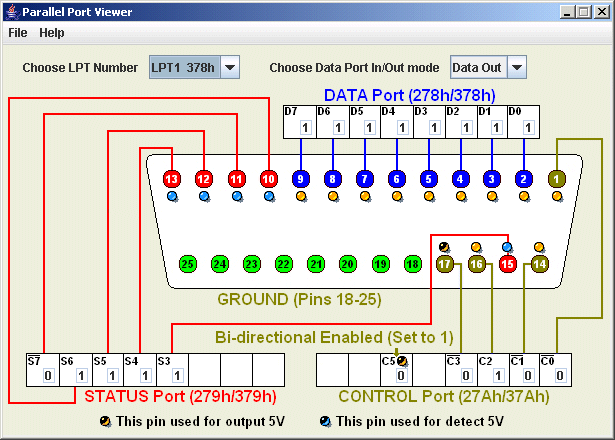 Parallel Port Viewer
File Help
Choose LPT Number LPT1 378h Choose Data Port In/Out mode Data Out
DATA Port (278h/378h)
D7 D6 D5 D4 D3 D2 D1 D0
1 1 1 1 1 1 1 1
13 12 11 10 9 8 7 6 5 4 3 2 1
25 24 23 22 21 20 19 18 17 16 15 14
GROUND (Pins 18-25)
Bi-directional Enabled (Set to 1)
S7 S6 S5 S4 S3 C5 C3 C2 C1 C0
0 1 1 1 1 0 0 1 0 0
STATUS Port (279h/379h) CONTROL Port (27Ah/37Ah)
This pin used for output 5V This pin used for detect 5V